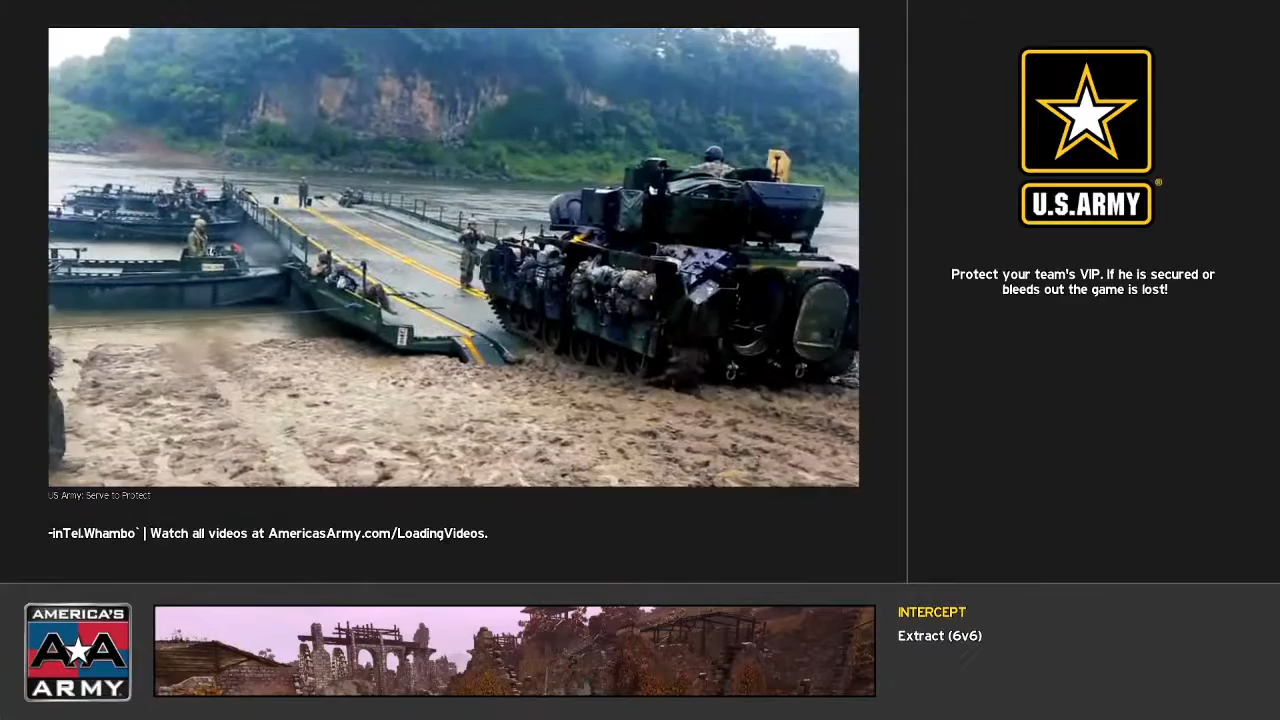 U.S.ARMY
®
Protect your team's VIP. If he is secured or
bleeds out the game is lost!
US Army: Serve to Protect
-inTel.Whambo` | Watch all videos at AmericasArmy.com/LoadingVideos.
AMERICA'S
AA
ARMY
INTERCEPT
Extract (6v6)